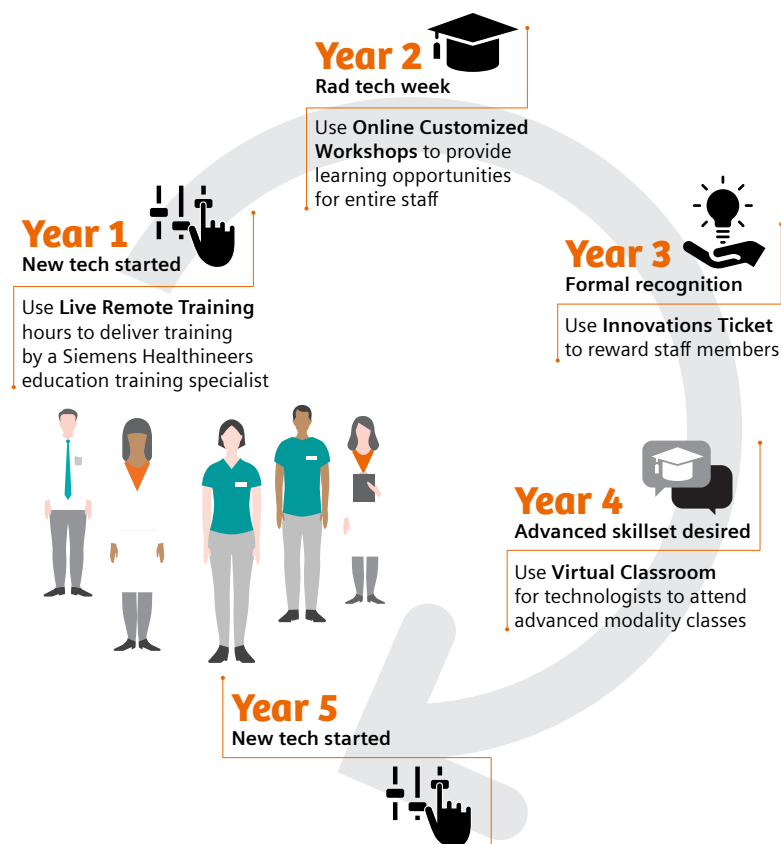 Year 1
New tech started
Use Live Remote Training
hours to deliver training
by a Siemens Healthineers
education training specialist
Year 2
Rad tech week
Use Online Customized
Workshops to provide
learning opportunities
for entire staff
Year 3
Formal recognition
Use Innovations Ticket
to reward staff members
Year 4
Advanced skillset desired
Use Virtual Classroom
for technologists to attend
advanced modality classes
Year 5
New tech started